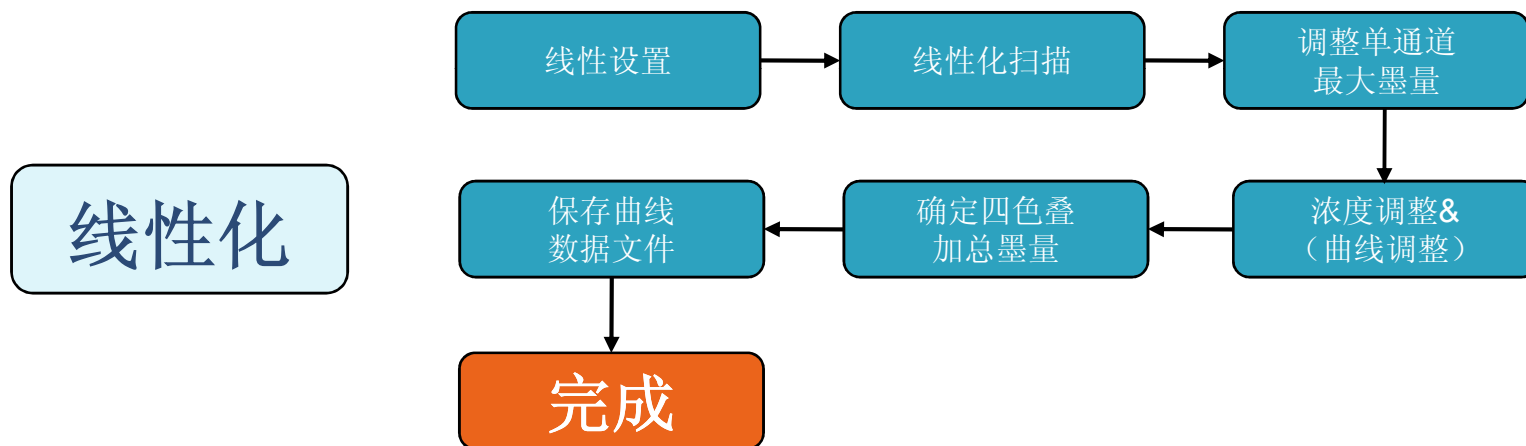 线性化
线性设置
线性化扫描
调整单通道
最大墨量
浓度调整&
（曲线调整）
确定四色叠
加总墨量
保存曲线
数据文件
完成